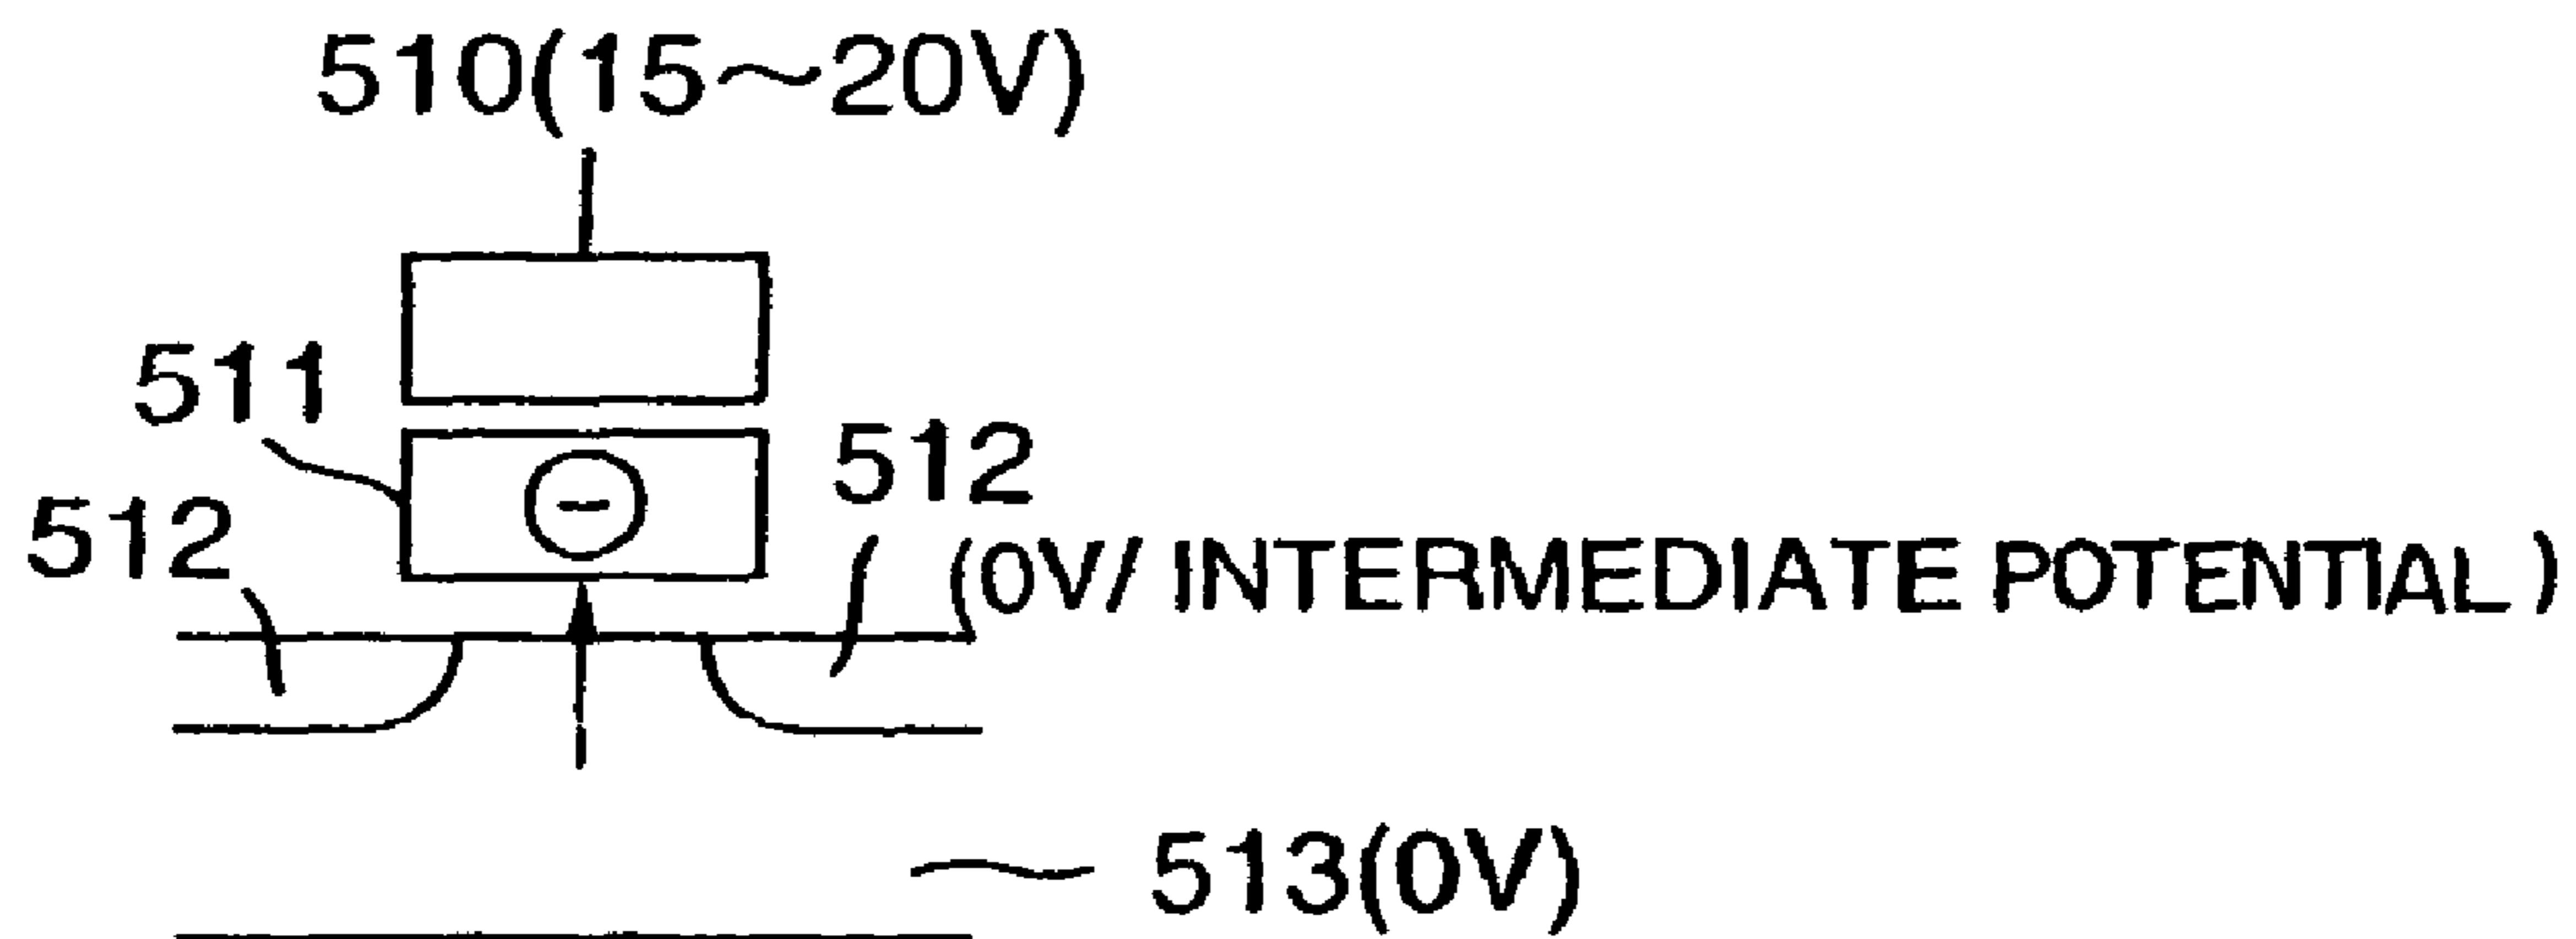 510(15~20V)
511
512
512
(0V/ INTERMEDIATE POTENTIAL)
513(0V)